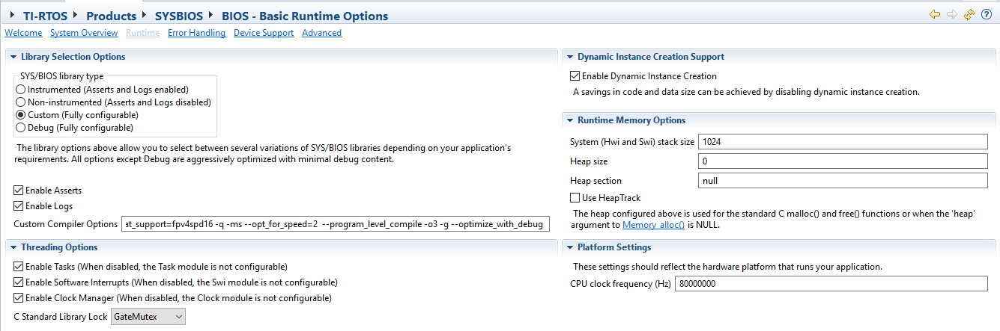 TI-RTOS Products SYSBIOS BIOS - Basic Runtime Options
Welcome System Overview Runtime Error Handling Device Support Advanced
Library Selection Options
SYS/BIOS library type
Instrumented (Asserts and Logs enabled)
Non-instrumented (Asserts and Logs disabled)
Custom (Fully configurable)
Debug (Fully configurable)
The library options above allow you to select between several variations of SYS/BIOS libraries depending on your application's
requirements. All options except Debug are aggressively optimized with minimal debug content.
Enable Asserts
Enable Logs
Custom Compiler Options at_support=fpv4spd16 -q -ms --opt_for_speed=2 --program_level_compile -o3 -g --optimize_with_debug
Threading Options
Enable Tasks (When disabled, the Task module is not configurable)
Enable Software Interrupts (When disabled, the Swi module is not configurable)
Enable Clock Manager (When disabled, the Clock module is not configurable)
C Standard Library Lock GateMutex
Dynamic Instance Creation Support
Enable Dynamic Instance Creation
A savings in code and data size can be achieved by disabling dynamic instance creation.
Runtime Memory Options
System (Hwi and Swi) stack size 1024
Heap size 0
Heap section null
Use HeapTrack
The heap configured above is used for the standard C malloc() and free() functions or when the 'heap'
argument to Memory_alloc() is NULL.
Platform Settings
These settings should reflect the hardware platform that runs your application.
CPU clock frequency (Hz) 80000000